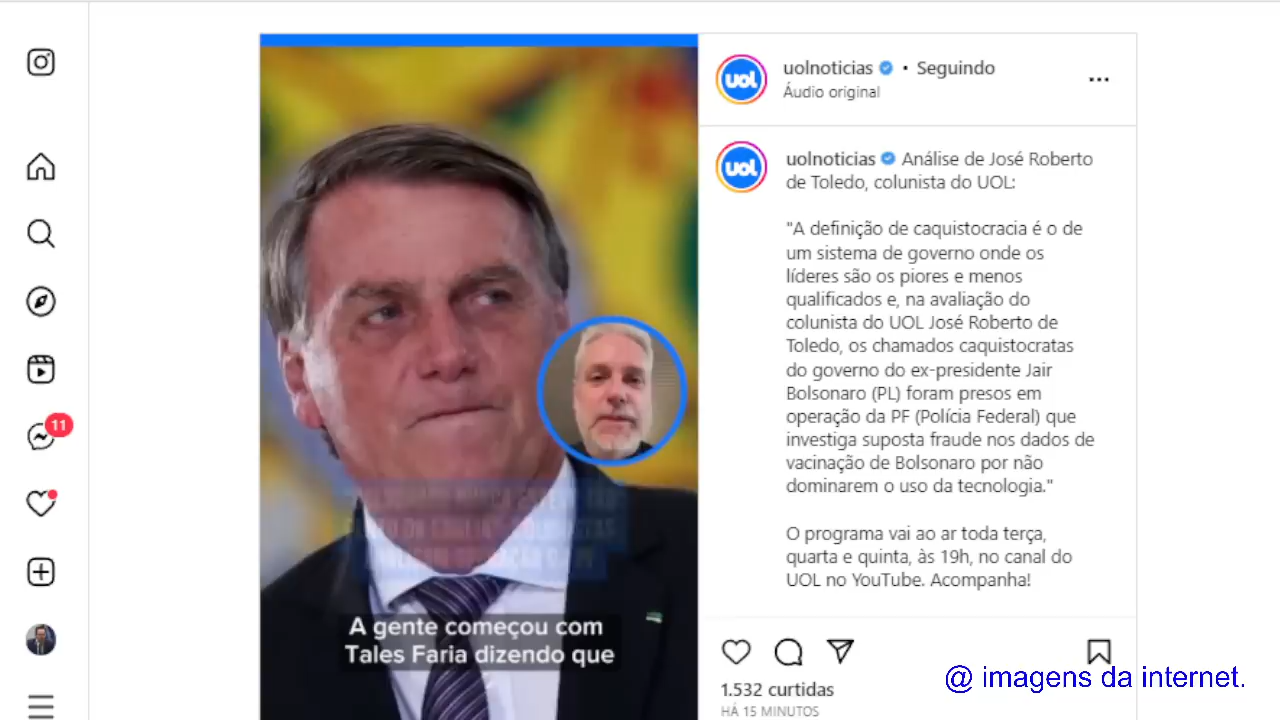 uol
uolnoticias • Seguindo
Áudio original
uol
uolnoticias Análise de José Roberto
de Toledo, colunista do UOL:
"A definição de caquistocracia é o de
um sistema de governo onde os
líderes são os piores e menos
qualificados e, na avaliação do
colunista do UOL José Roberto de
Toledo, os chamados caquistocratas
do governo do ex-presidente Jair
Bolsonaro (PL) foram presos em
operação da PF (Polícia Federal) que
investiga suposta fraude nos dados de
vacinação de Bolsonaro por não
dominarem o uso da tecnologia."
O programa vai ao ar toda terça,
quarta e quinta, às 19h, no canal do
UOL no YouTube. Acompanha!
11
A gente começou com
Tales Faria dizendo que
@ imagens da internet.
1.532 curtidas
HÁ 15 MINUTOS